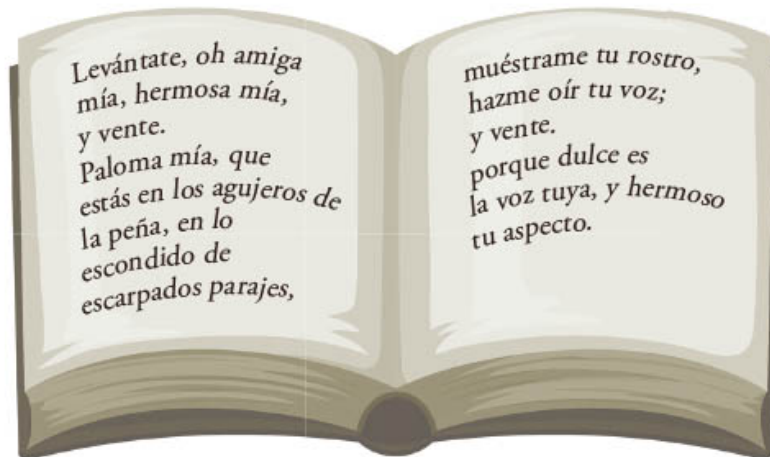 Levántate, oh amiga
mía, hermosa mía,
y vente.
Paloma mía, que
estás en los agujeros de
la peña, en lo
escondido de
escarpados parajes,
muéstrame tu rostro,
hazme oír tu voz;
y vente.
porque dulce es
la voz tuya, y hermoso
tu aspecto.